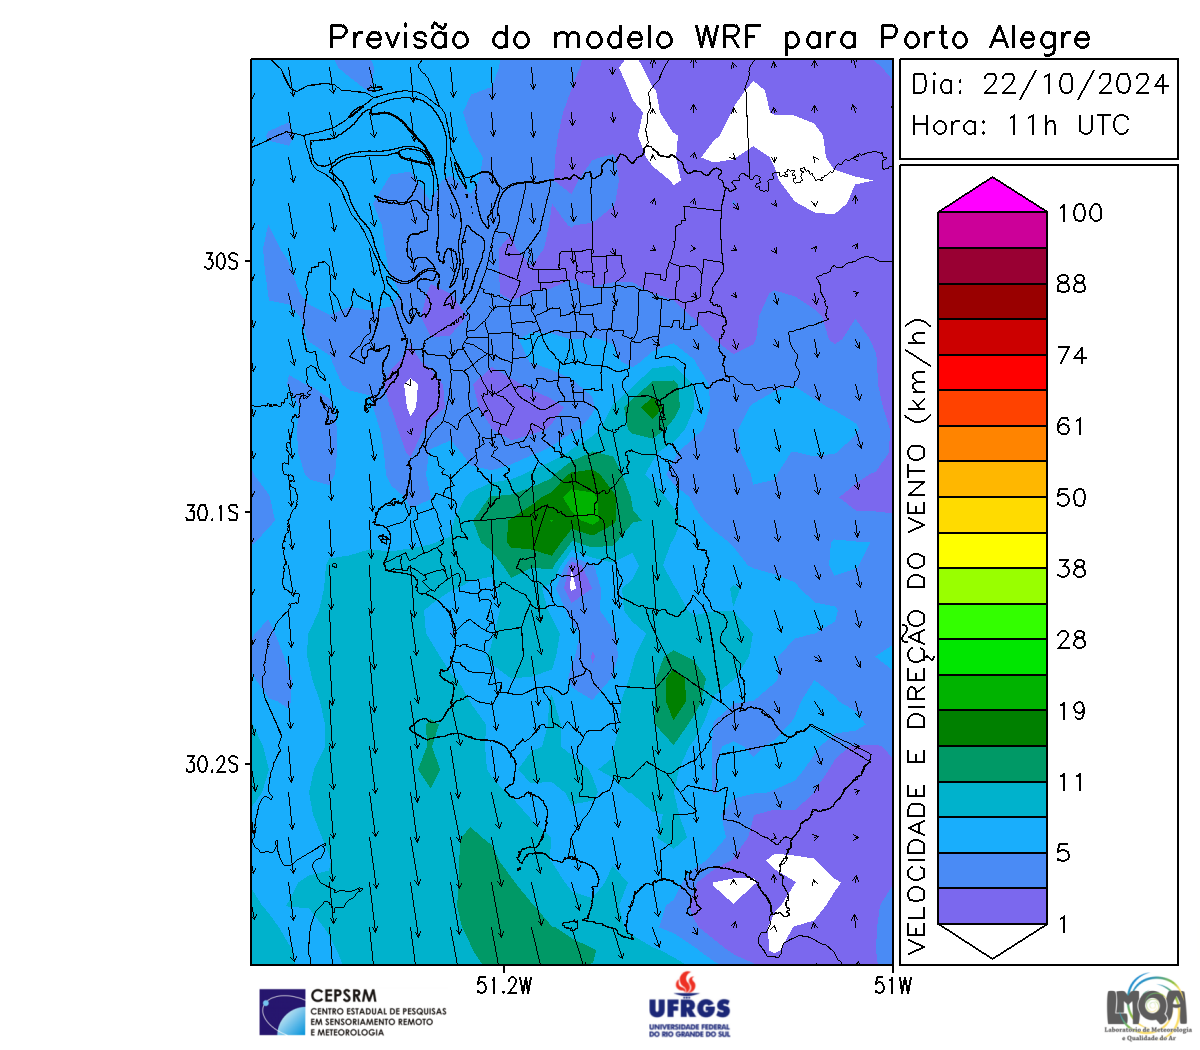 Previsão do modelo WRF para Porto Alegre
Dia: 22/10/2024
Hora: 11h UTC
30S
30.1S
30.2S
51.2W
51W
VELOCIDADE E DIREÇÃO DO VENTO (km/h)
100
88
74
61
50
38
28
19
11
5
1
CEPSRM
CENTRO ESTADUAL DE PESQUISAS
EM SENSORIAMENTO REMOTO
E METEOROLOGIA
UFRGS
UNIVERSIDADE FEDERAL
DO RIO GRANDE DO SUL
LMQA
Laboratório de Meteorologia
e Qualidade do Ar